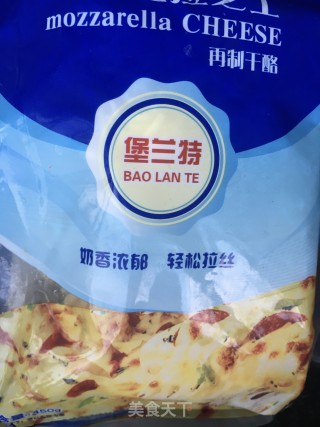 mozzarella CHEESE
再制干酪
堡兰特
BAO LAN TE
奶香浓郁 轻松拉丝
美食天下